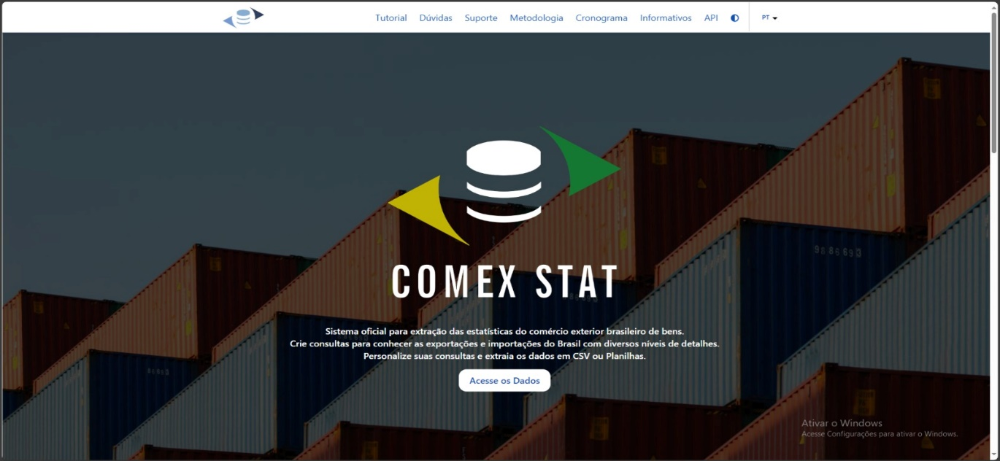 Tutorial Dúvidas Suporte Metodologia Cronograma Informativos API PT
9886693
COMEX STAT
Sistema oficial para extração das estatísticas do comércio exterior brasileiro de bens.
Crie consultas para conhecer as exportações e importações do Brasil com diversos níveis de detalhes.
Personalize suas consultas e extraia os dados em CSV ou Planilhas.
Acesse os Dados
Ativar o Windows
Acesse Configurações para ativar o Windows.